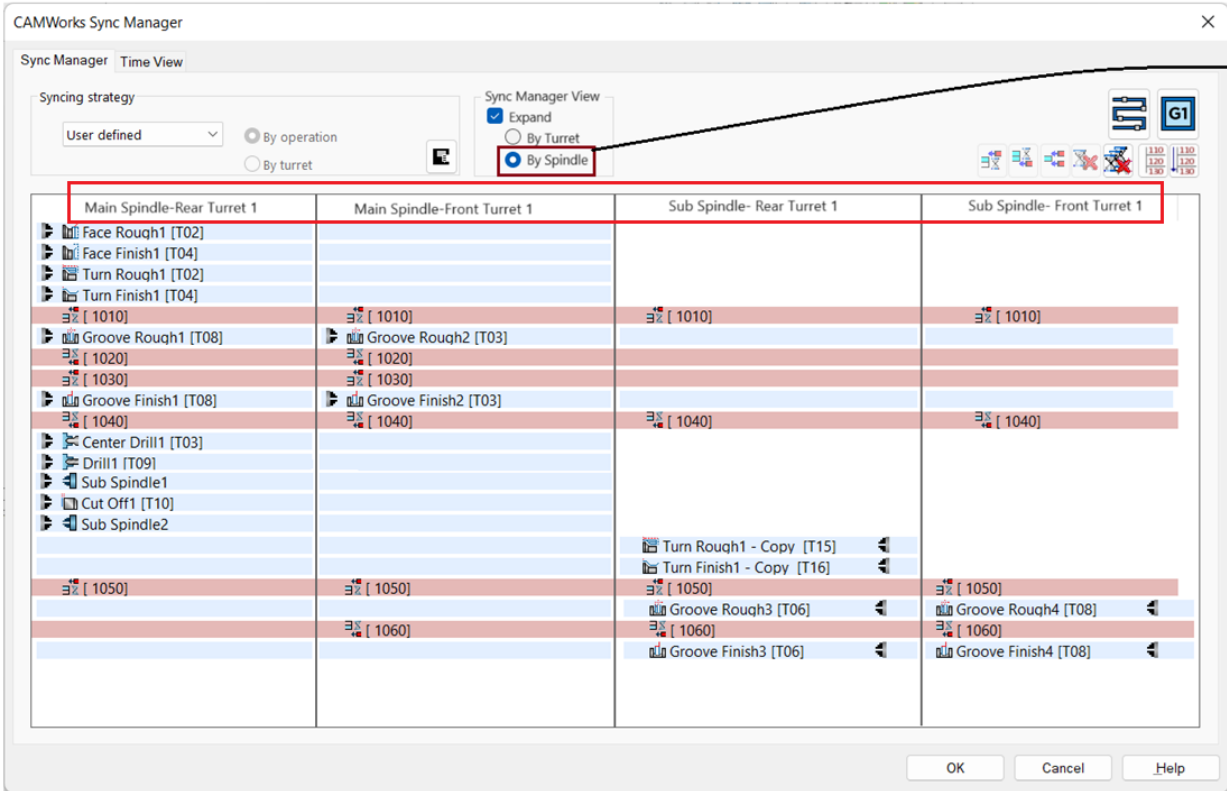 CAMWorks Sync Manager
Sync Manager Time View
Syncing strategy
User defined
By operation
By turret
Sync Manager View
Expand
By Turret
By Spindle
G1
110 110
120 120
130 130
Main Spindle-Rear Turret 1 Main Spindle-Front Turret 1 Sub Spindle- Rear Turret 1 Sub Spindle- Front Turret 1
Face Rough1 [T02]
Face Finish1 [T04]
Turn Rough1 [T02]
Turn Finish1 [T04]
[ 1010] [ 1010] [ 1010] [ 1010]
Groove Rough1 [T08] Groove Rough2 [T03]
[ 1020] [ 1020]
[ 1030] [ 1030]
Groove Finish1 [T08] Groove Finish2 [T03]
[ 1040] [ 1040] [ 1040] [ 1040]
Center Drill1 [T03]
Drill1 [T09]
Sub Spindle1
Cut Off1 [T10]
Sub Spindle2
Turn Rough1 - Copy [T15]
Turn Finish1 - Copy [T16]
[ 1050] [ 1050] [ 1050] [ 1050]
Groove Rough3 [T06] Groove Rough4 [T08]
[ 1060] [ 1060] [ 1060]
Groove Finish3 [T06] Groove Finish4 [T08]
OK Cancel Help